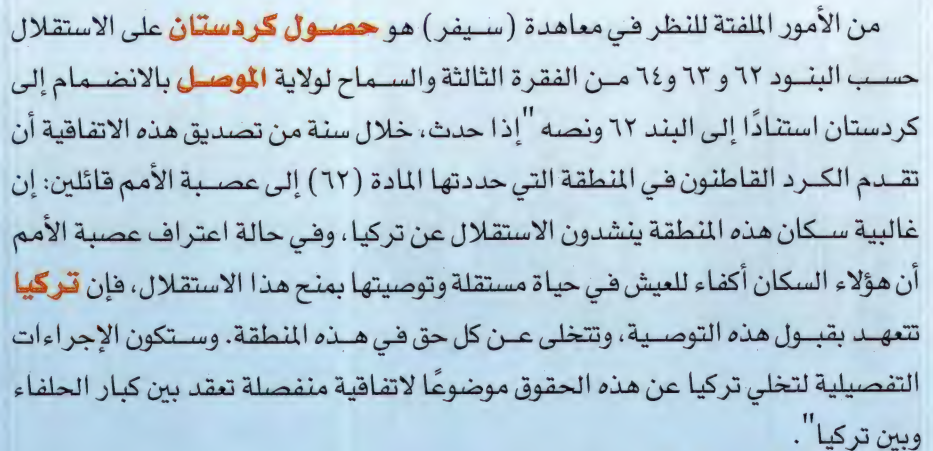 من الأمور الملفتة للنظر في معاهدة (سيفر) هو حصول كردستان على الاستقلال
حسب البنود ٦٢ و ٦٣ و٦٤ من الفقرة الثالثة والسماح لولاية الموصل بالانضمام إلى
كردستان استنادًا إلى البند ٦٢ ونصه "إذا حدث، خلال سنة من تصديق هذه الاتفاقية أن
تقدم الكرد القاطنون في المنطقة التي حددتها المادة (٦٢) إلى عصبة الأمم قائلين: إن
غالبية سكان هذه المنطقة ينشدون الاستقلال عن تركيا، وفي حالة اعتراف عصبة الأمم
أن هؤلاء السكان أكفاء للعيش في حياة مستقلة وتوصيتها بمنح هذا الاستقلال، فإن تركيا
تتعهد بقبول هذه التوصية، وتتخلى عن كل حق في هذه المنطقة. وستكون الإجراءات
التفصيلية لتخلي تركيا عن هذه الحقوق موضوعًا لاتفاقية منفصلة تعقد بين كبار الحلفاء
وبين تركيا".